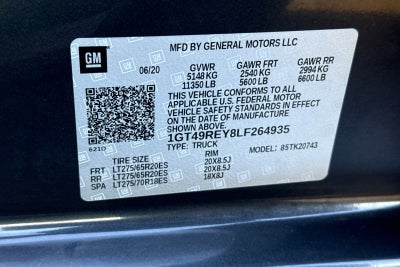 GM
MFD BY GENERAL MOTORS LLC
06/20
GVWR GAWR FRT GAWR RR
5148 KG 2540 KG 2994 KG
11350 LB 5600 LB 6600 LB
THIS VEHICLE CONFORMS TO ALL
APPLICABLE U.S. FEDERAL MOTOR
VEHICLE SAFETY STANDARDS IN EFFECT
ON THE DATE OF MANUFACTURE
SHOWN ABOVE.
1GT49REY8LF264935
6210
TYPE: TRUCK MODEL: 85TK20743
TIRE SIZE RIM
FRT LT275/65R20ES 20X8.5J
RR LT275/65R20ES 20X8.5J
SPA LT275/70R18ES 18X8J